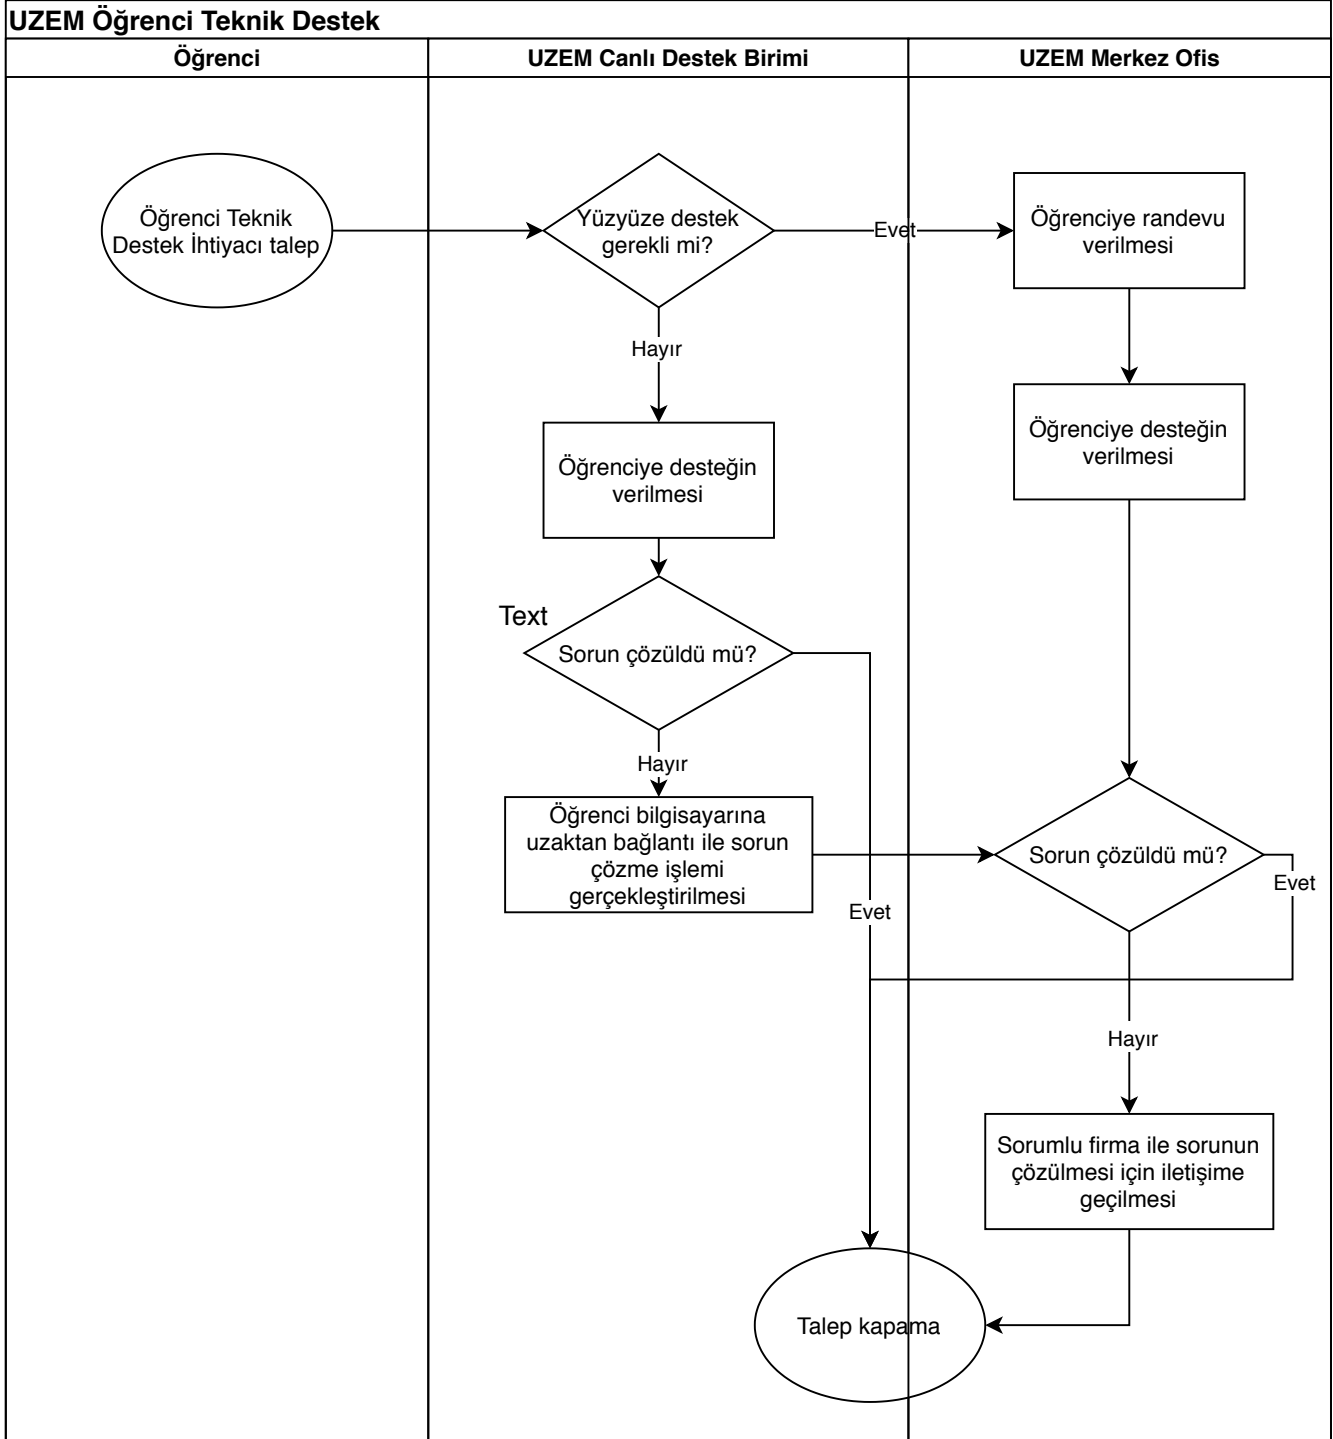 UZEM Öğrenci Teknik Destek
Öğrenci
UZEM Canlı Destek Birimi
UZEM Merkez Ofis
Öğrenci Teknik
Destek İhtiyacı talep
Yüzyüze destek
gerekli mi?
Evet
Öğrenciye randevu
verilmesi
Hayır
Öğrenciye desteğin
verilmesi
Öğrenciye desteğin
verilmesi
Text
Sorun çözüldü mü?
Hayır
Öğrenci bilgisayarına
uzaktan bağlantı ile sorun
çözme işlemi
gerçekleştirilmesi
Sorun çözüldü mü?
Evet
Evet
Hayır
Sorumlu firma ile sorunun
çözülmesi için iletişime
geçilmesi
Talep kapama